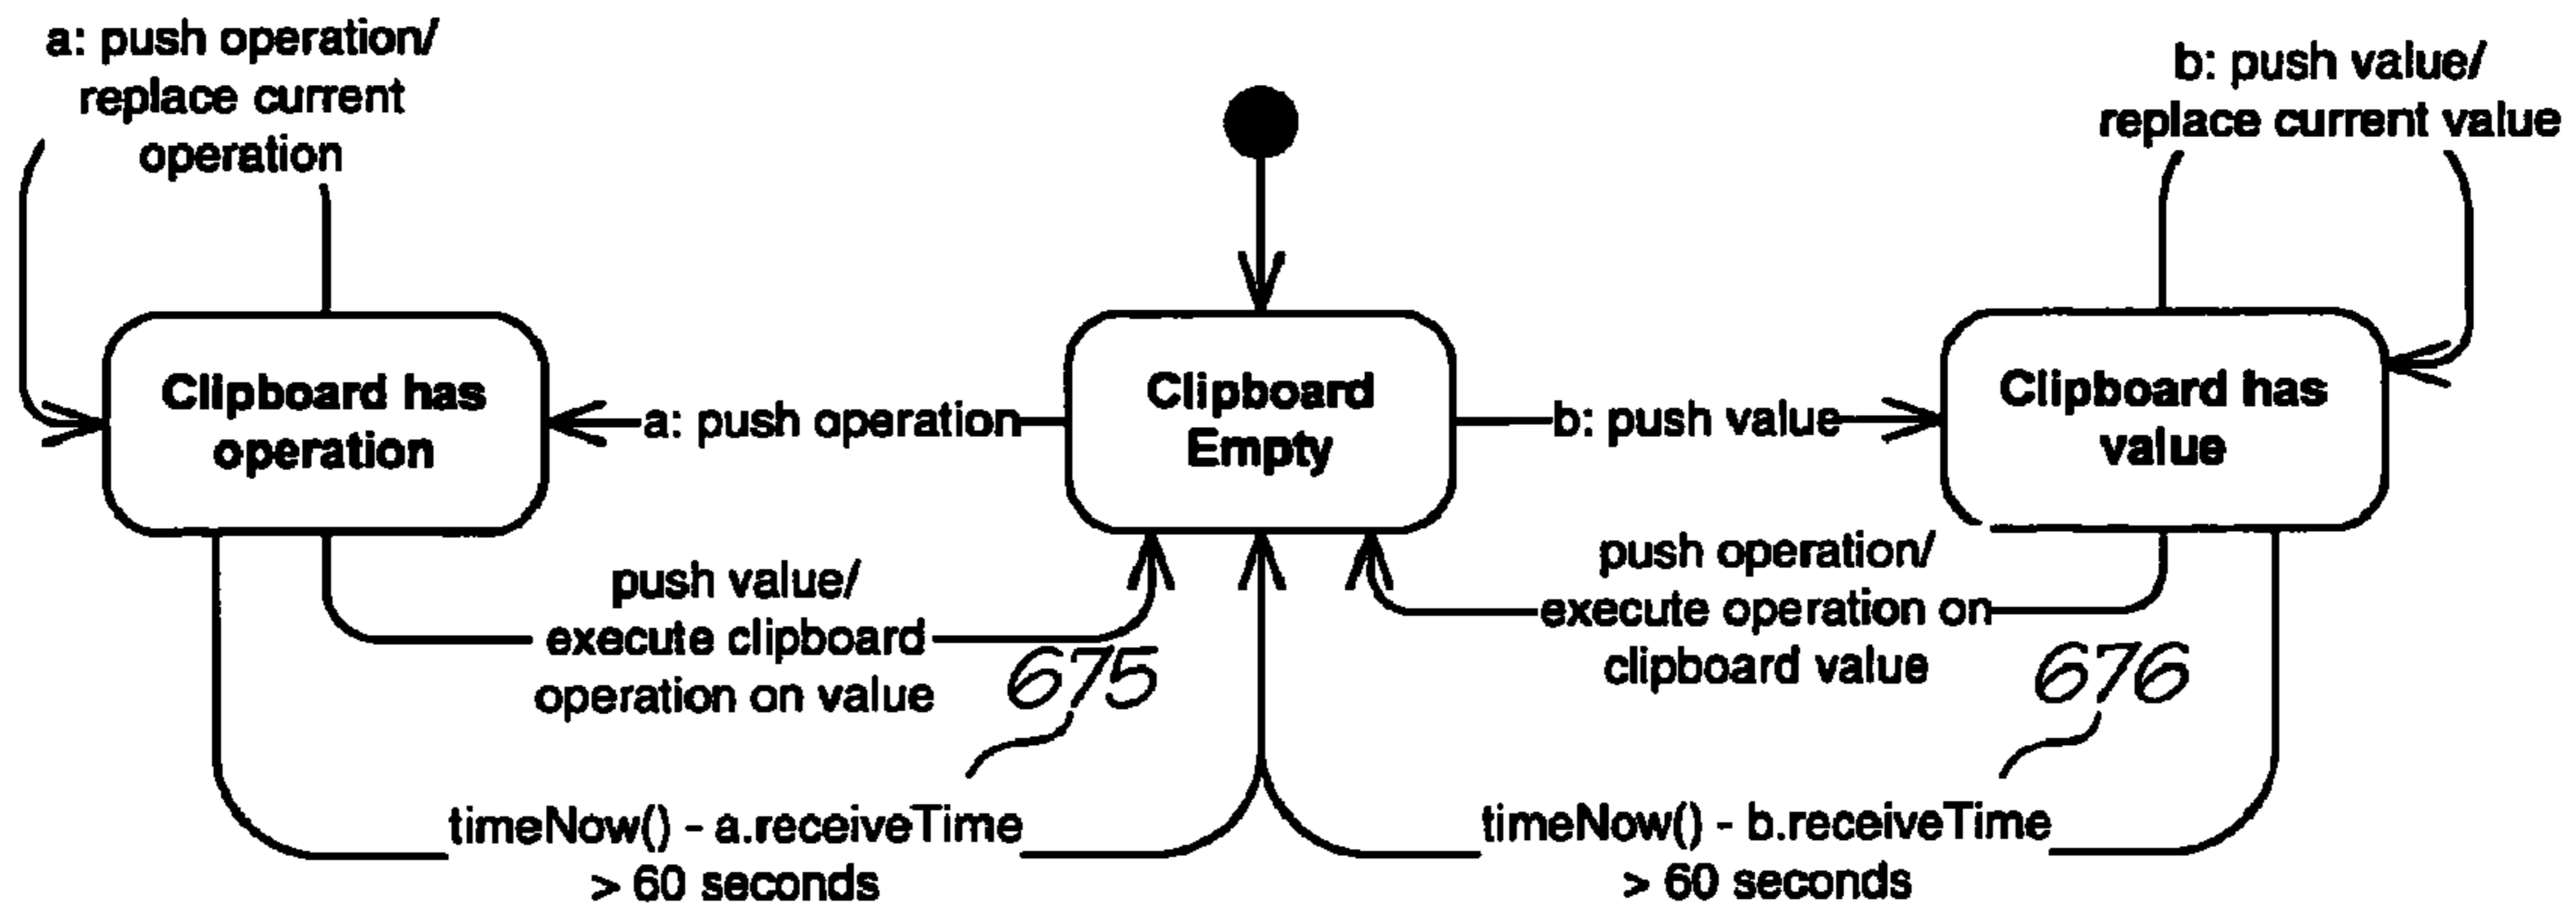 a: push operation/
replace current
operation
b: push value/
replace current value
Clipboard has
operation
a: push operation
Clipboard
Empty
b: push value
Clipboard has
value
push value/
execute clipboard
operation on value
675
push operation/
execute operation on
clipboard value
676
timeNow() - a.receiveTime
> 60 seconds
timeNow() - b.receiveTime
> 60 seconds